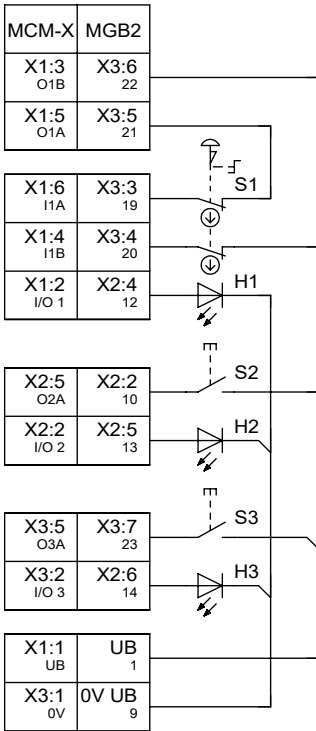 MCM-X MGB2
X1:3 X3:6
O1B 22
X1:5 X3:5
O1A 21
S1
X1:6 X3:3
I1A 19
X1:4 X3:4
I1B 20
X1:2 X2:4 H1
I/O 1 12
X2:5 X2:2 S2
O2A 10
X2:2 X2:5 H2
I/O 2 13
X3:5 X3:7 S3
O3A 23
X3:2 X2:6 H3
I/O 3 14
X1:1 UB
UB 1
X3:1 0V UB
0V 9